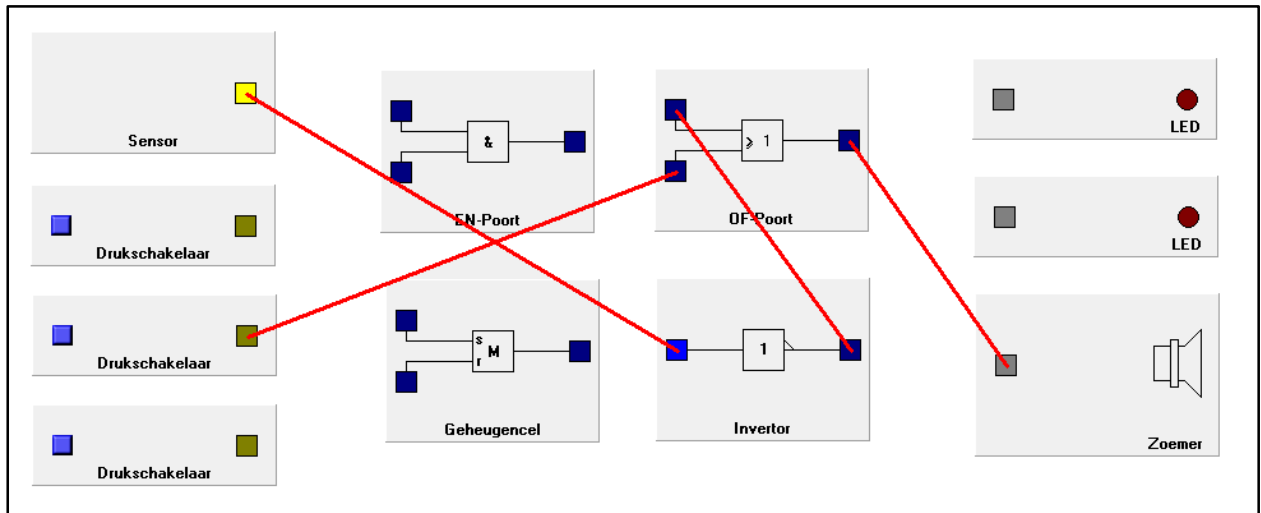 Sensor
Drukschakelaar
Drukschakelaar
Drukschakelaar
&
EN-Poort
s
r
M
Geheugencel
≥ 1
OF-Poort
1
Invertor
LED
LED
Zoemer